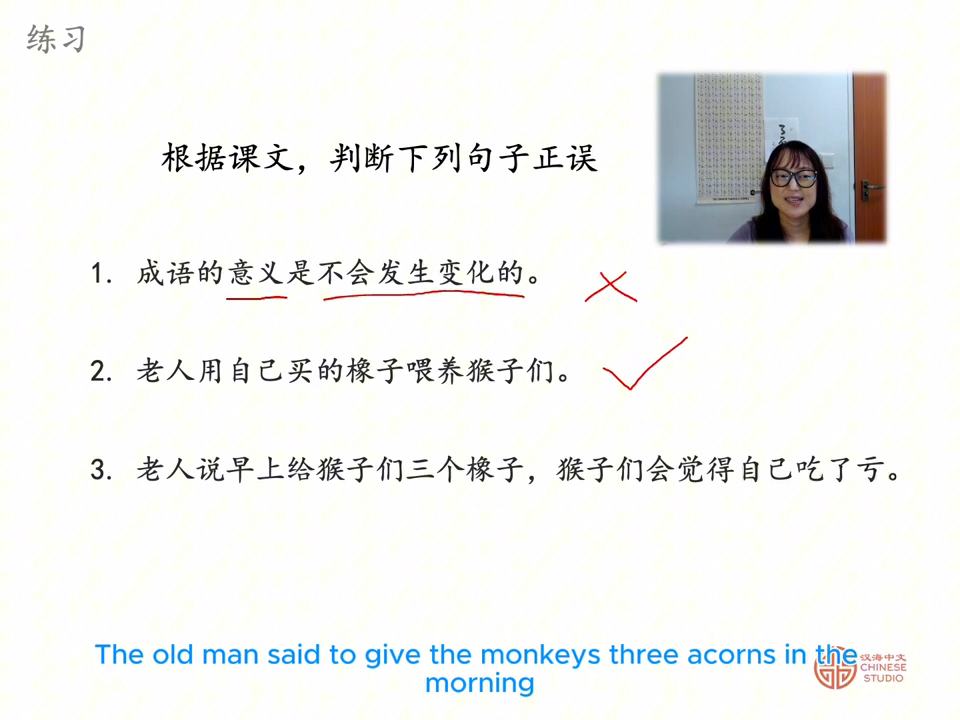 练习
根据课文，判断下列句子正误
1. 成语的意义是不会发生变化的。
2. 老人用自己买的橡子喂养猴子们。
3. 老人说早上给猴子们三个橡子，猴子们会觉得自己吃了亏。
The old man said to give the monkeys three acorns in the
morning
汉海中文
CHINESE
STUDIO